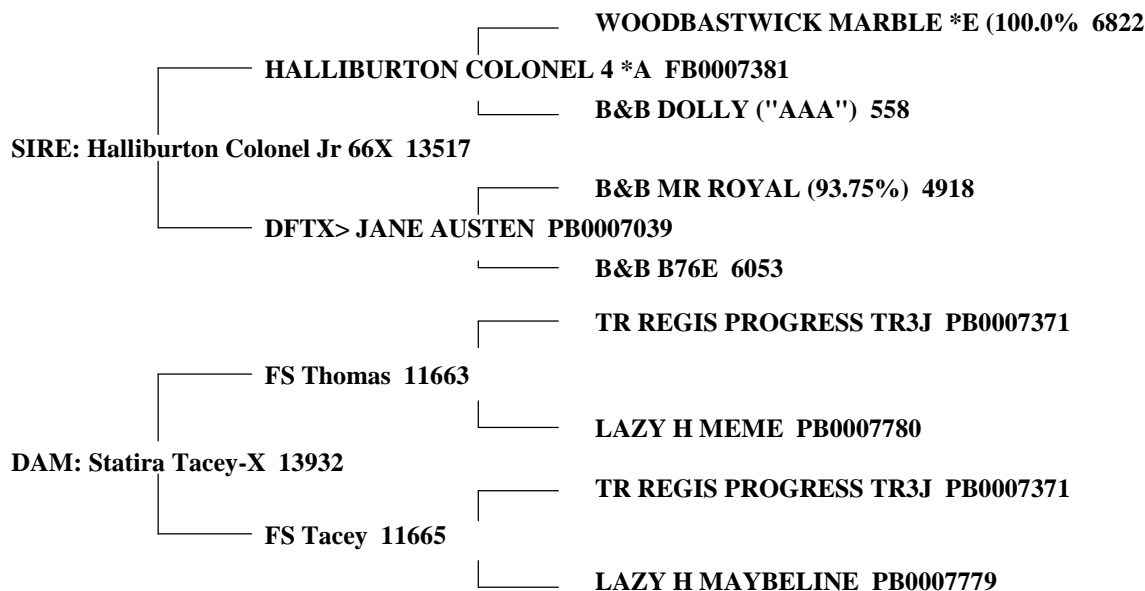 WOODBASTWICK MARBLE *E (100.0% 6822
HALLIBURTON COLONEL 4 *A FB0007381
B&B DOLLY ("AAA") 558
SIRE: Halliburton Colonel Jr 66X 13517
B&B MR ROYAL (93.75%) 4918
DFTX> JANE AUSTEN PB0007039
B&B B76E 6053
TR REGIS PROGRESS TR3J PB0007371
FS Thomas 11663
LAZY H MEME PB0007780
DAM: Statira Tacey-X 13932
TR REGIS PROGRESS TR3J PB0007371
FS Tacey 11665
LAZY H MAYBELINE PB0007779